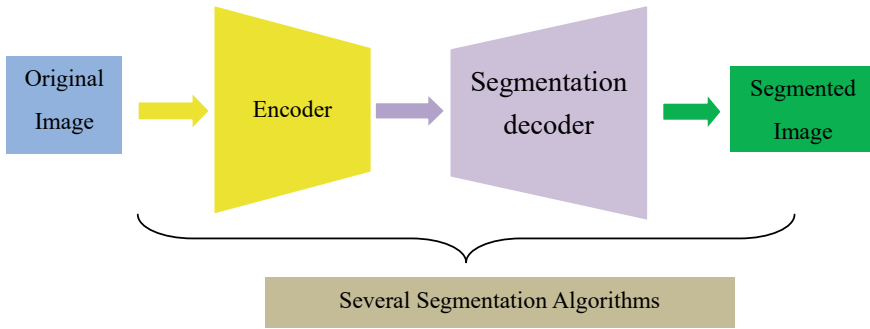 Original
Image
Encoder
Segmentation
decoder
Segmented
Image
Several Segmentation Algorithms